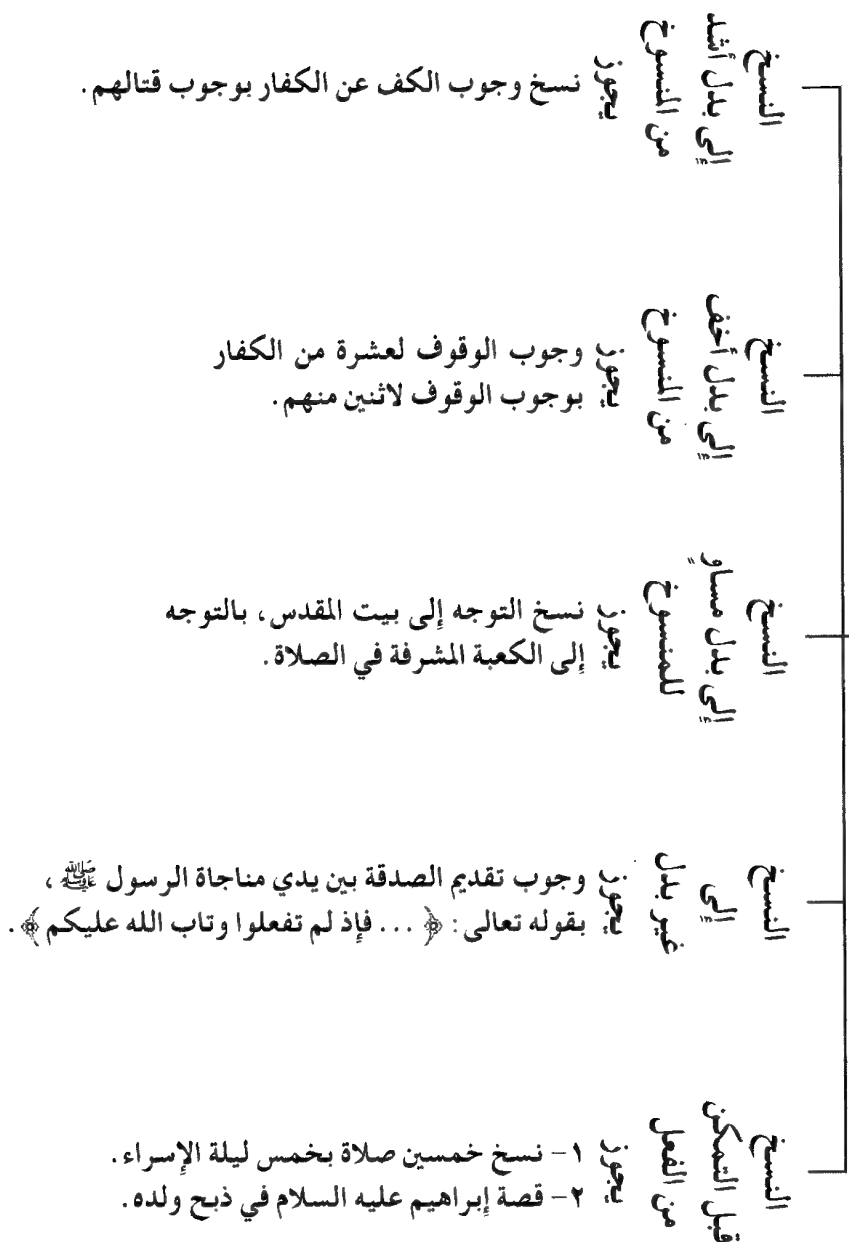 النسخ
إلى بدل أشد
من المنسوخ
يجوز
نسخ وجوب الكف عن الكفار بوجوب قتالهم.
النسخ
إلى بدل أخف
من المنسوخ
يجوز
وجوب الوقوف لعشرة من الكفار
بوجوب الوقوف لاثنين منهم.
النسخ
إلى بدل مساوٍ
للمنسوخ
يجوز
نسخ التوجه إلى بيت المقدس، بالتوجه
إلى الكعبة المشرفة في الصلاة.
النسخ
إلى
غير بدل
يجوز
وجوب تقديم الصدقة بين يدي مناجاة الرسول ﷺ،
بقوله تعالى: ﴿ ... فإذ لم تفعلوا وتاب الله عليكم ﴾.
النسخ
قبل التمكن
من الفعل
يجوز
١- نسخ خمسين صلاة بخمس ليلة الإسراء.
٢- قصة إبراهيم عليه السلام في ذبح ولده.